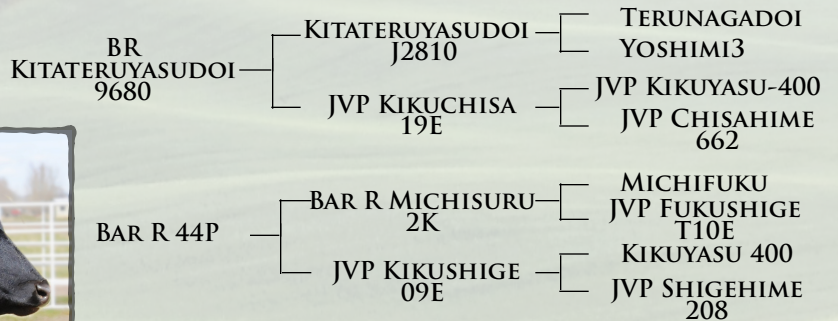 BR
KITATERUYASUDOI
9680
KITATERUYASUDOI
J2810
TERUNAGADOI
YOSHIMI3
JVP KIKUCHISA
19E
JVP KIKUYASU-400
JVP CHISAHIME
662
BAR R 44P
BAR R MICHISURU
2K
MICHIFUKU
JVP FUKUSHIGE
T10E
JVP KIKUSHIGE
09E
KIKUYASU 400
JVP SHIGEHIME
208